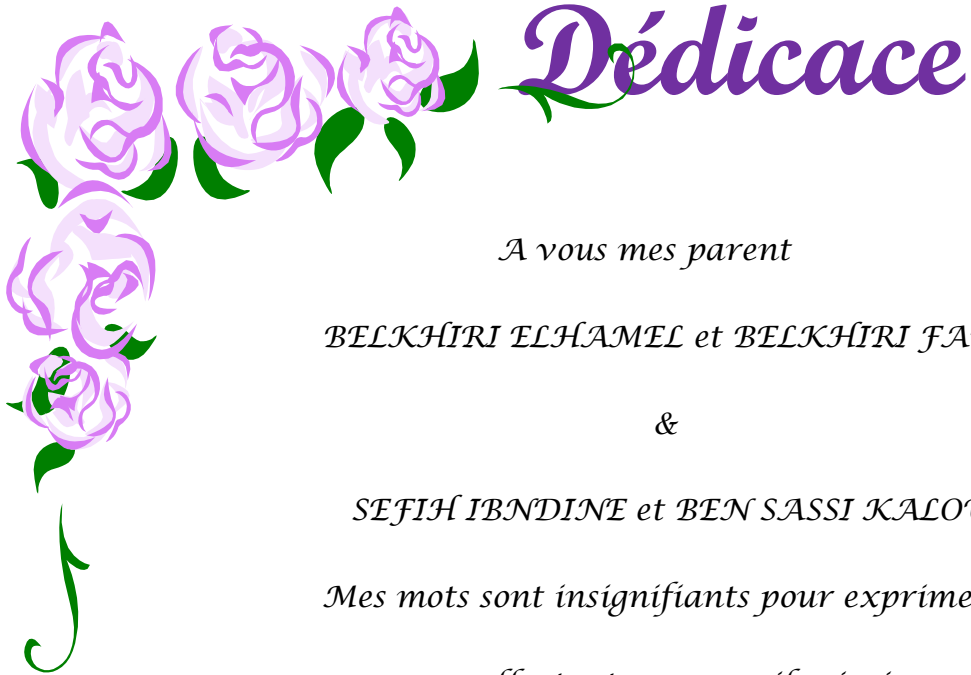 Dédicace
A vous mes parent
BELKHIRI ELHAMEL et BELKHIRI
&
SEFIH IBNDINE et BEN SASSI
Mes mots sont insignifiants pour